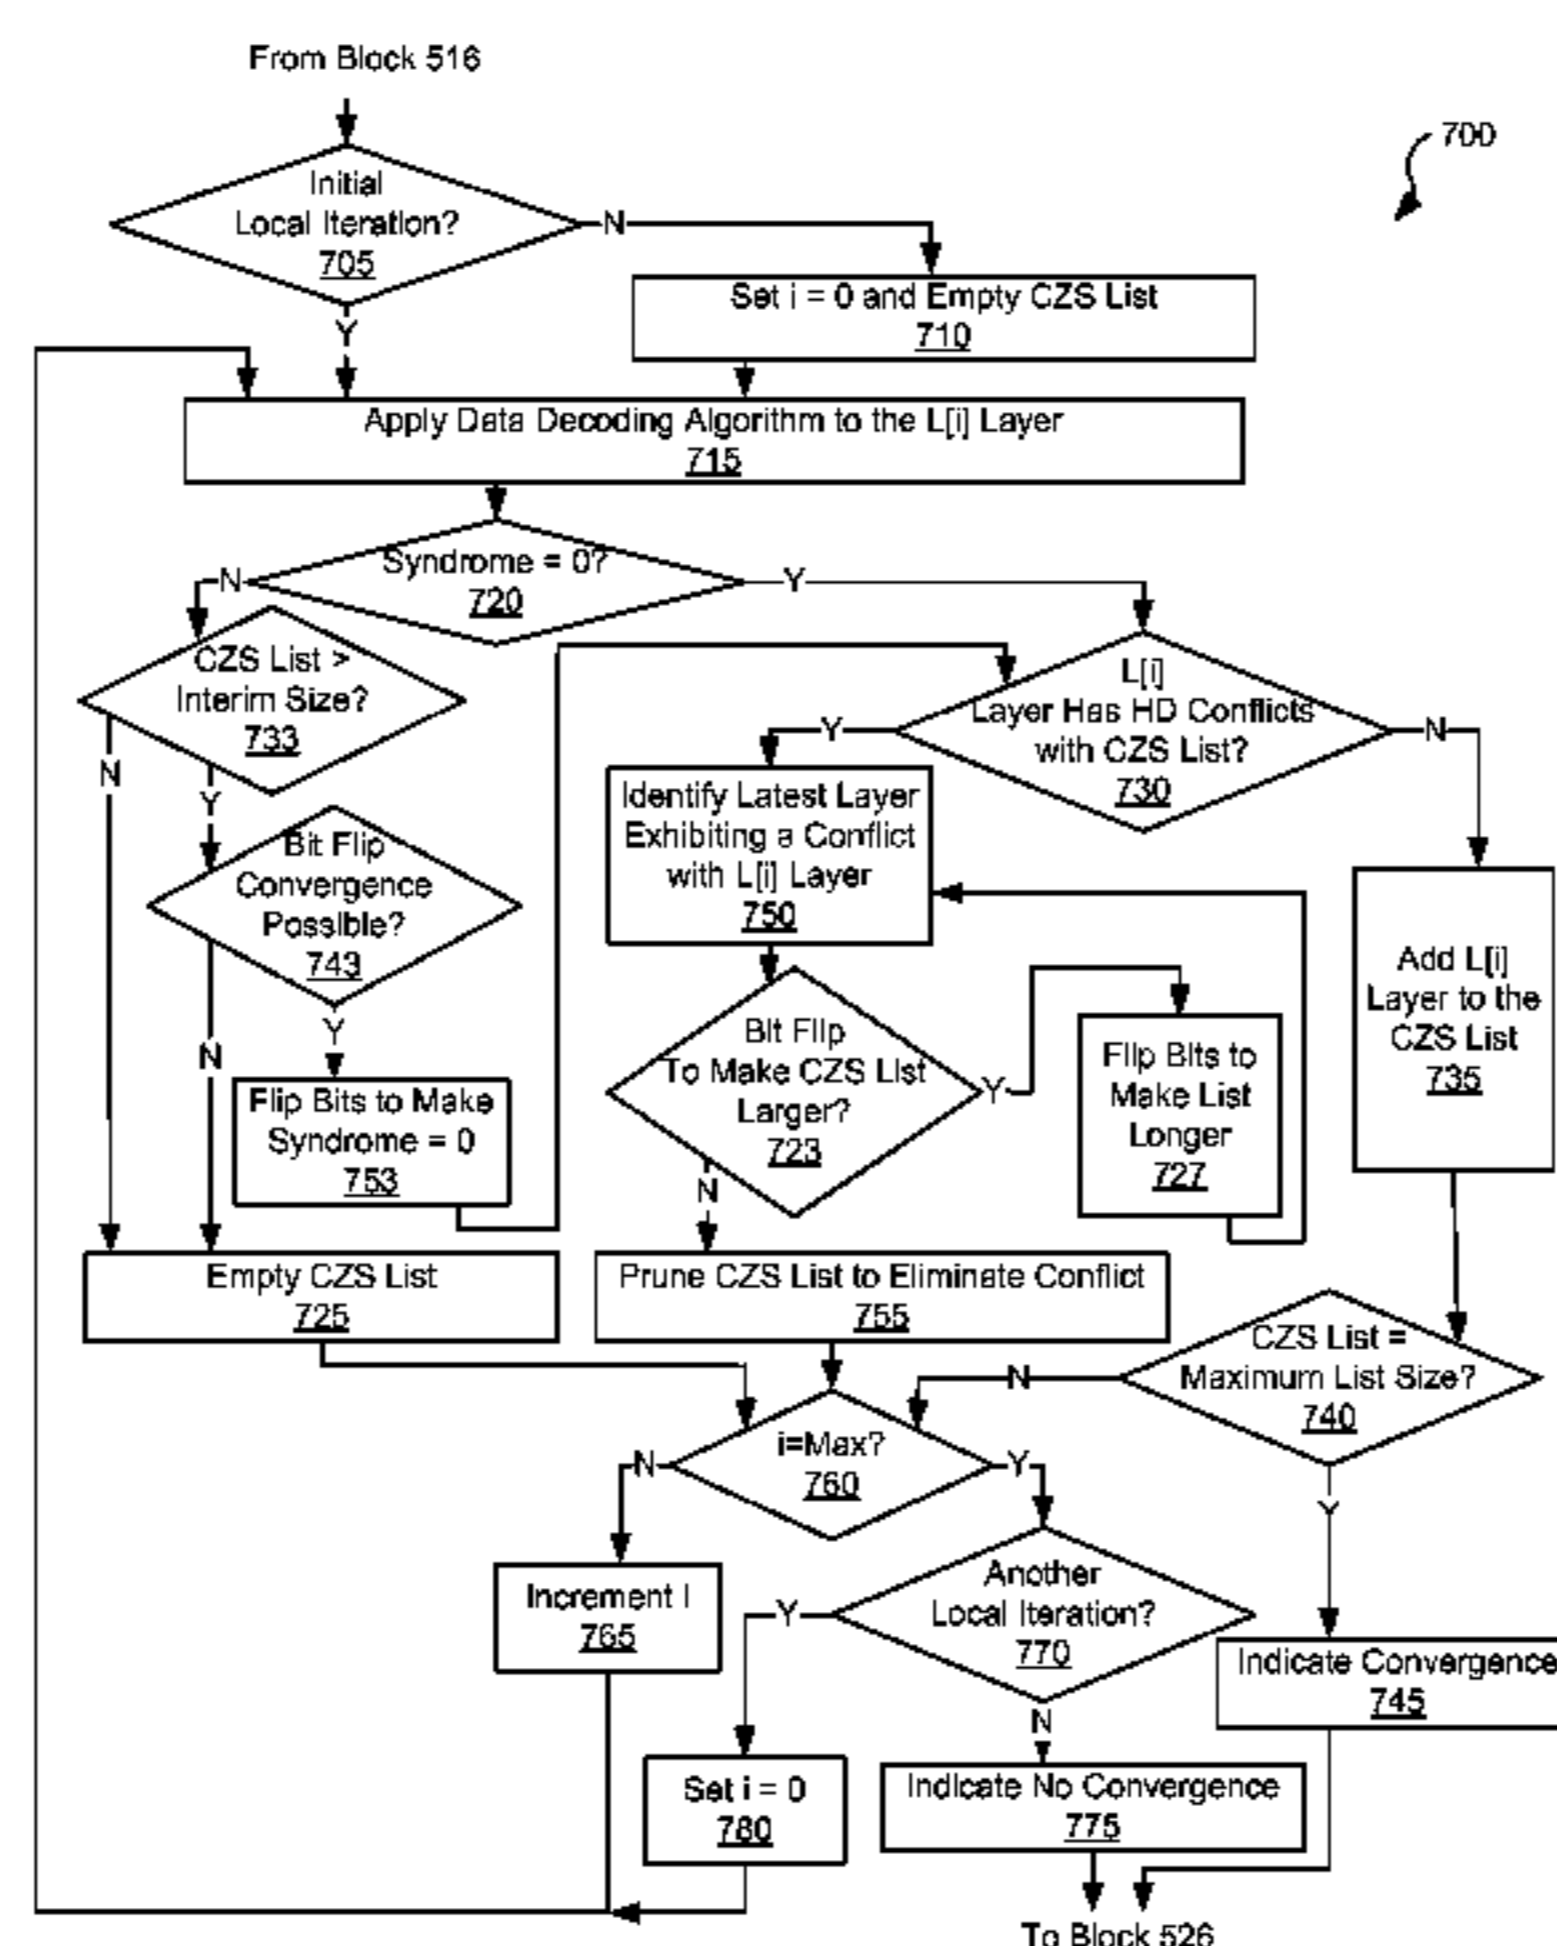 From Block 516
700
Initial
Local Iteration?
705
N
Y
Set i = 0 and Empty CZS List
710
Apply Data Decoding Algorithm to the L[i] Layer
715
Syndrome = 0?
720
N
Y
CZS List >
Interim Size?
733
N
Y
L[i]
Layer Has HD Conflicts
with CZS List?
730
Y
N
Identify Latest Layer
Exhibiting a Conflict
with L[i] Layer
750
Bit Flip
Convergence
Possible?
743
Y
N
Add L[i]
Layer to the
CZS List
735
Bit Flip
To Make CZS List
Larger?
723
Y
N
Flip Bits to
Make List
Longer
727
Flip Bits to Make
Syndrome = 0
753
Empty CZS List
725
Prune CZS List to Eliminate Conflict
755
CZS List =
Maximum List Size?
740
N
Y
i=Max?
760
N
Y
Increment I
765
Another
Local Iteration?
770
Y
N
Indicate Convergence
745
Set i = 0
780
Indicate No Convergence
775
To Block 526